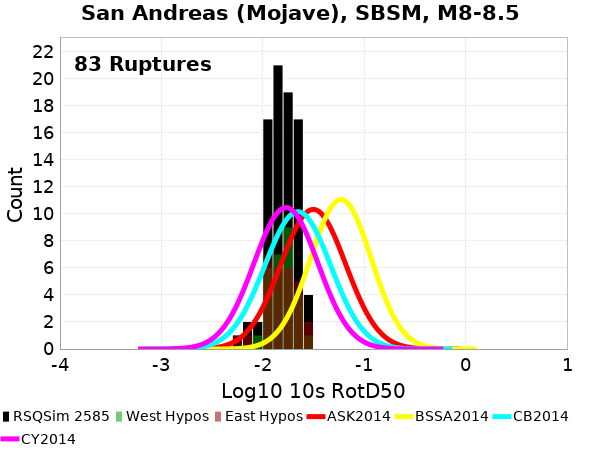 San Andreas (Mojave), SBSM, M8-8.5
83 Ruptures
Count
22
20
18
16
14
12
10
8
6
4
2
0
-4 -3 -2 -1 0 1
Log10 10s RotD50
RSQSim 2585 West Hypos East Hypos ASK2014 BSSA2014 CB2014
CY2014